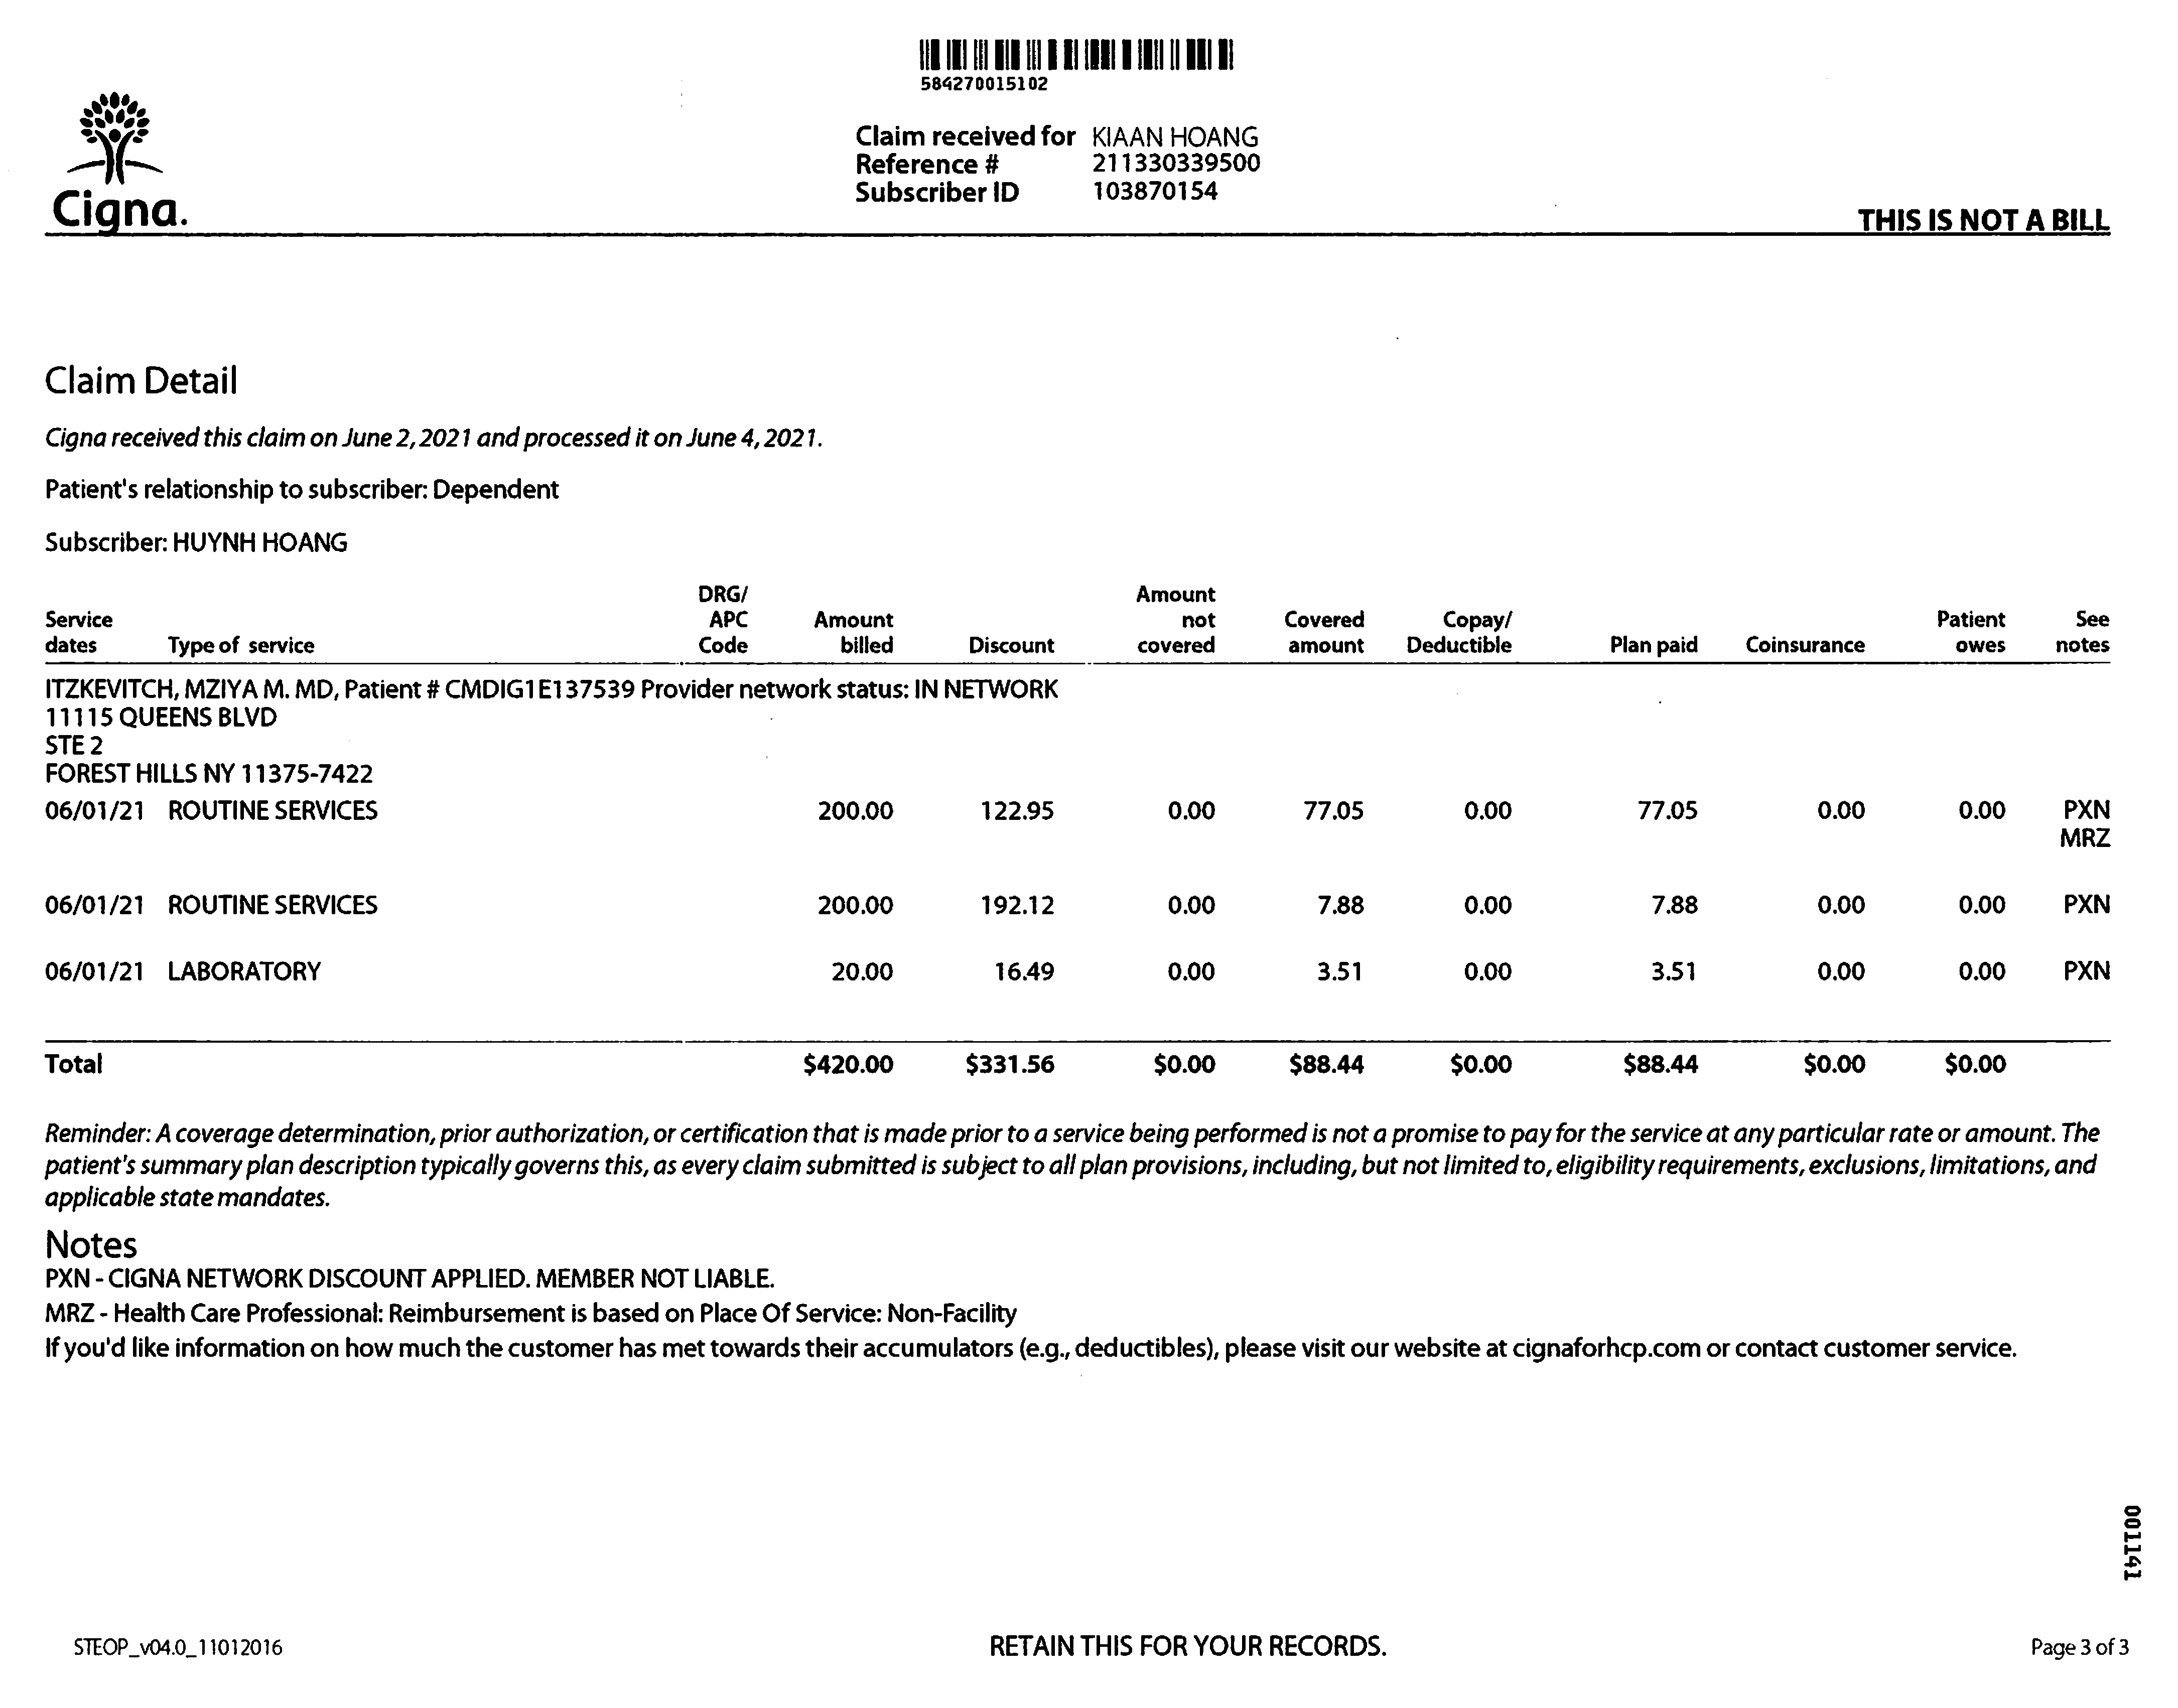 584270015102
Claim received for KIAAN HOANG
Reference # 211330339500
Subscriber ID 103870154
Cigna.
THIS IS NOT A BILL
Claim Detail
Cigna received this claim on June 2, 2021 and processed it on June 4, 2021.
Patient's relationship to subscriber: Dependent
Subscriber: HUYNH HOANG
Service dates Type of service DRG/ APC Code Amount billed Discount Amount not covered Covered amount Copay/ Deductible Plan paid Coinsurance Patient owes See notes
ITZKEVITCH, MZIYA M. MD, Patient # CMDIG1E137539 Provider network status: IN NETWORK
11115 QUEENS BLVD
STE 2
FOREST HILLS NY 11375-7422
06/01/21 ROUTINE SERVICES 200.00 122.95 0.00 77.05 0.00 77.05 0.00 0.00 PXN
MRZ
06/01/21 ROUTINE SERVICES 200.00 192.12 0.00 7.88 0.00 7.88 0.00 0.00 PXN
06/01/21 LABORATORY 20.00 16.49 0.00 3.51 0.00 3.51 0.00 0.00 PXN
Total $420.00 $331.56 $0.00 $88.44 $0.00 $88.44 $0.00 $0.00
Reminder: A coverage determination, prior authorization, or certification that is made prior to a service being performed is not a promise to pay for the service at any particular rate or amount. The
patient's summary plan description typically governs this, as every claim submitted is subject to all plan provisions, including, but not limited to, eligibility requirements, exclusions, limitations, and
applicable state mandates.
Notes
PXN - CIGNA NETWORK DISCOUNT APPLIED. MEMBER NOT LIABLE.
MRZ - Health Care Professional: Reimbursement is based on Place Of Service: Non-Facility
If you'd like information on how much the customer has met towards their accumulators (e.g., deductibles), please visit our website at cignaforhcp.com or contact customer service.
001141
STEOP_v04.0_11012016
RETAIN THIS FOR YOUR RECORDS.
Page 3 of 3